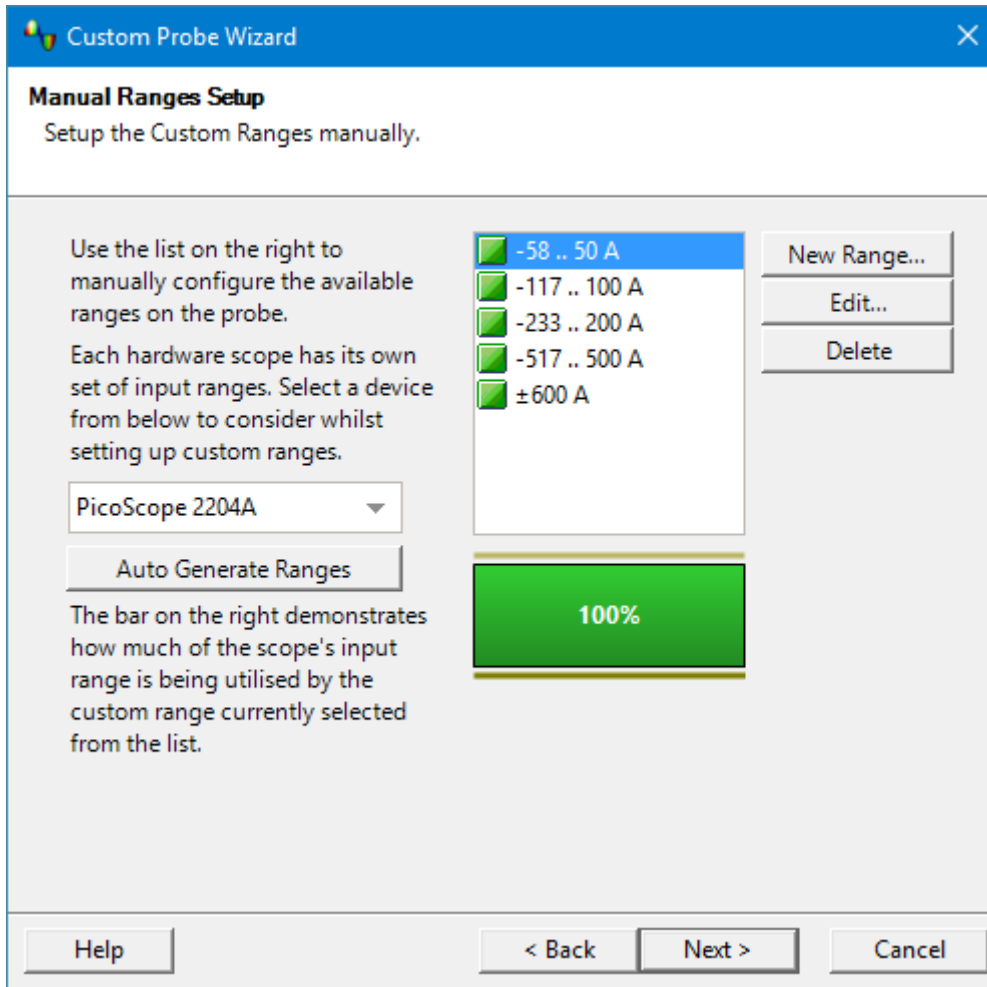 Custom Probe Wizard
Manual Ranges Setup
Setup the Custom Ranges manually.
Use the list on the right to
manually configure the available
ranges on the probe.
Each hardware scope has its own
set of input ranges. Select a device
from below to consider whilst
setting up custom ranges.
PicoScope 2204A
Auto Generate Ranges
The bar on the right demonstrates
how much of the scope's input
range is being utilised by the
custom range currently selected
from the list.
-58 .. 50 A
-117 .. 100 A
-233 .. 200 A
-517 .. 500 A
±600 A
100%
New Range...
Edit...
Delete
Help
< Back
Next >
Cancel